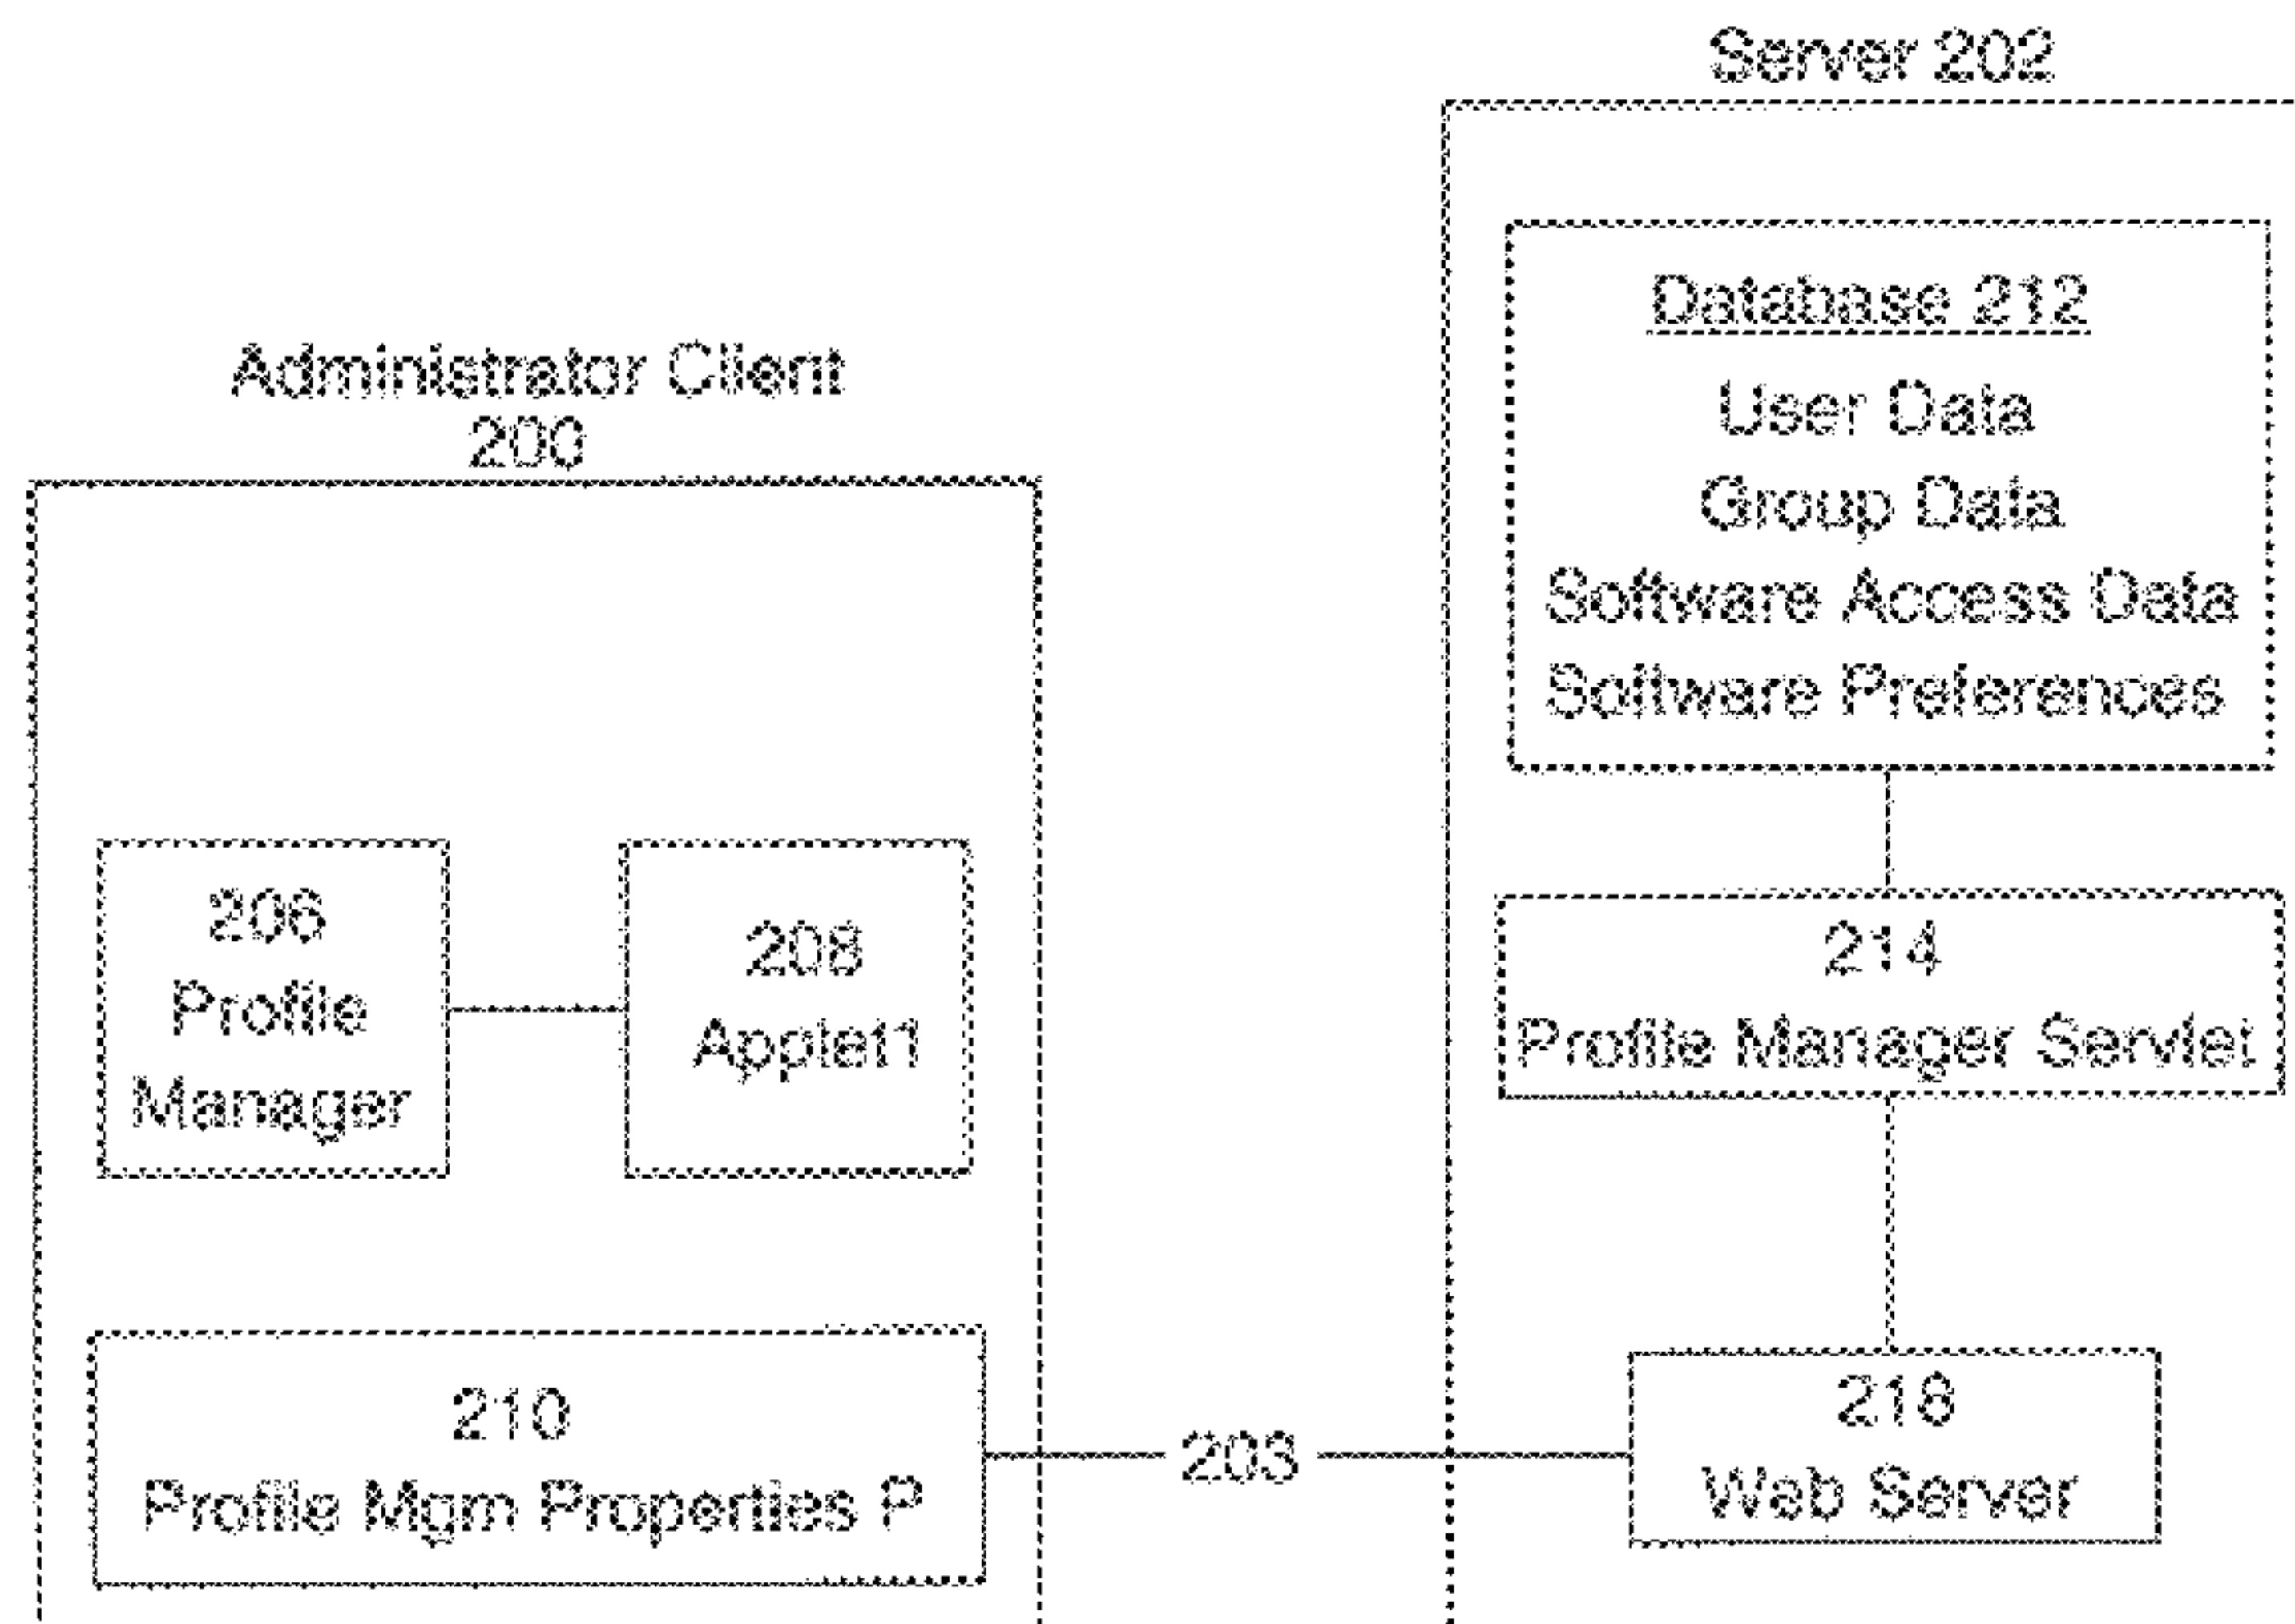 Server 202
Database 212
User Data
Group Data
Software Access Data
Software Preferences
Administrator Client
200
206
Profile
Manager
208
Applet1
214
Profile Manager Servlet
210
Profile Mgm Properties P
203
218
Web Server